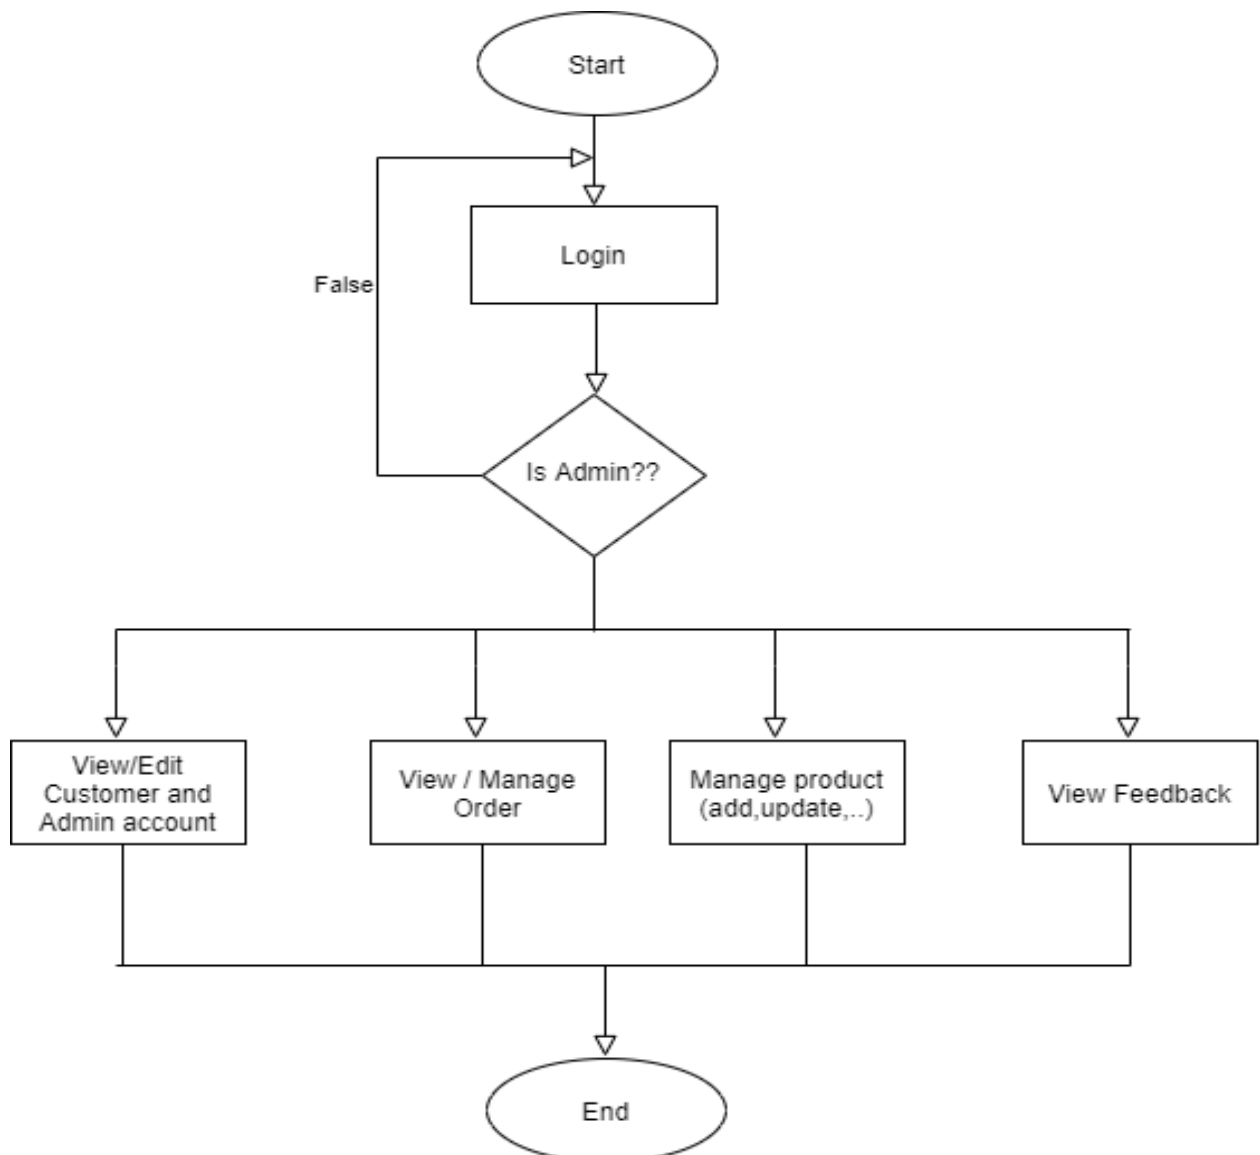 Start
Login
False
Is Admin??
View/Edit
Customer and
Admin account
View / Manage
Order
Manage product
(add,update,..)
View Feedback
End